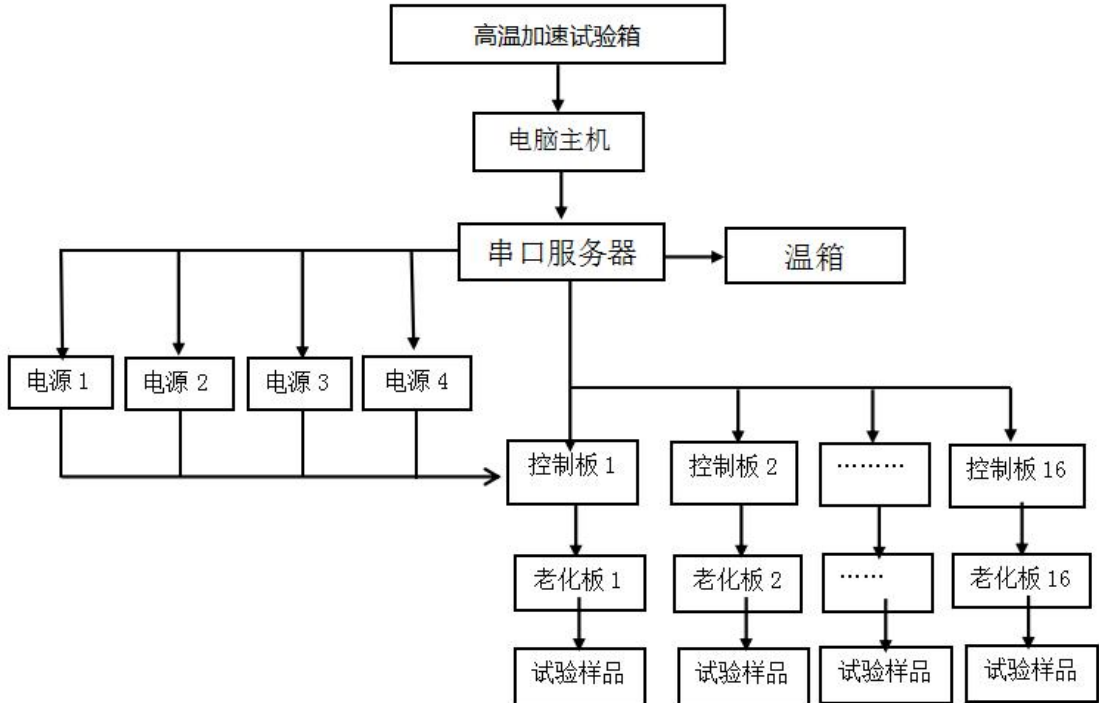 高温加速试验箱
电脑主机
串口服务器
温箱
电源 1
电源 2
电源 3
电源 4
控制板 1
控制板 2
………
控制板 16
老化板 1
老化板 2
……
老化板 16
试验样品
试验样品
试验样品
试验样品